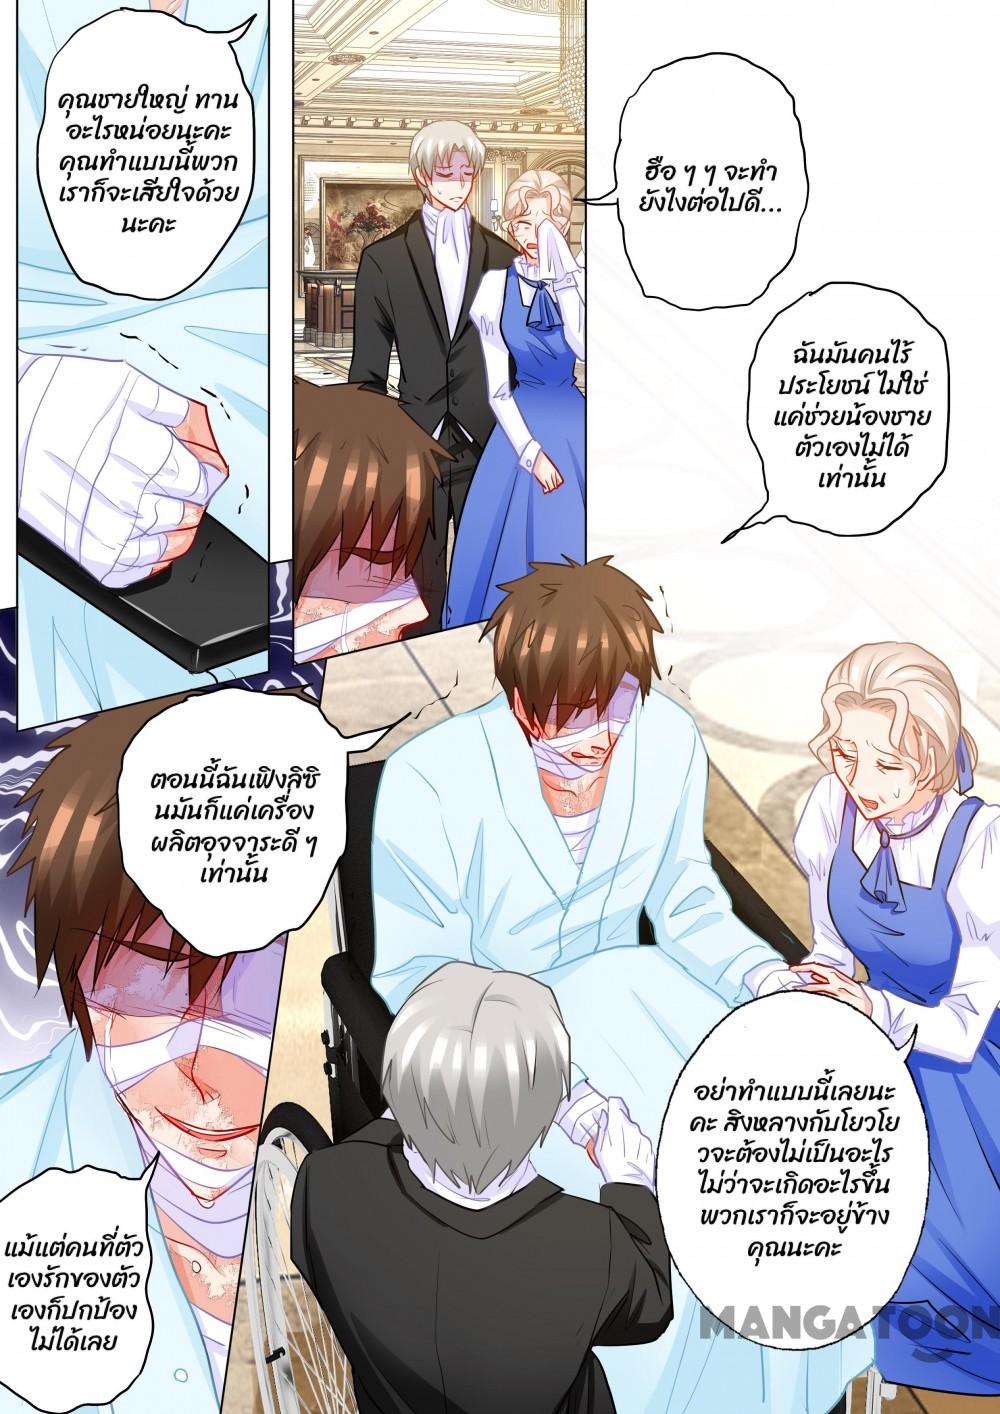 คุณชายใหญ่ ทาน
อะไรหน่อยนะคะ
คุณทำแบบนี้พวก
เราก็จะเสียใจด้วย
นะคะ
ฮือ ๆ ๆ จะทำ
ยังไงต่อไปดี...
ฉันมันคนไร้
ประโยชน์ ไม่ใช่
แค่ช่วยน้องชาย
ตัวเองไม่ได้
เท่านั้น
ตอนนี้ฉันเฟิงลิซิ
นมันก็แค่เครื่อง
ผลิตอุจจาระดี ๆ
เท่านั้น
อย่าทำแบบนี้เลยนะ
คะ สิงหลางกับโยวโย
วจะต้องไม่เป็นอะไร
ไม่ว่าจะเกิดอะไรขึ้น
พวกเราก็จะอยู่ข้าง
คุณนะคะ
แม้แต่คนที่ตัว
เองรักของตัว
เองก็ปกป้อง
ไม่ได้เลย
MANGATOON